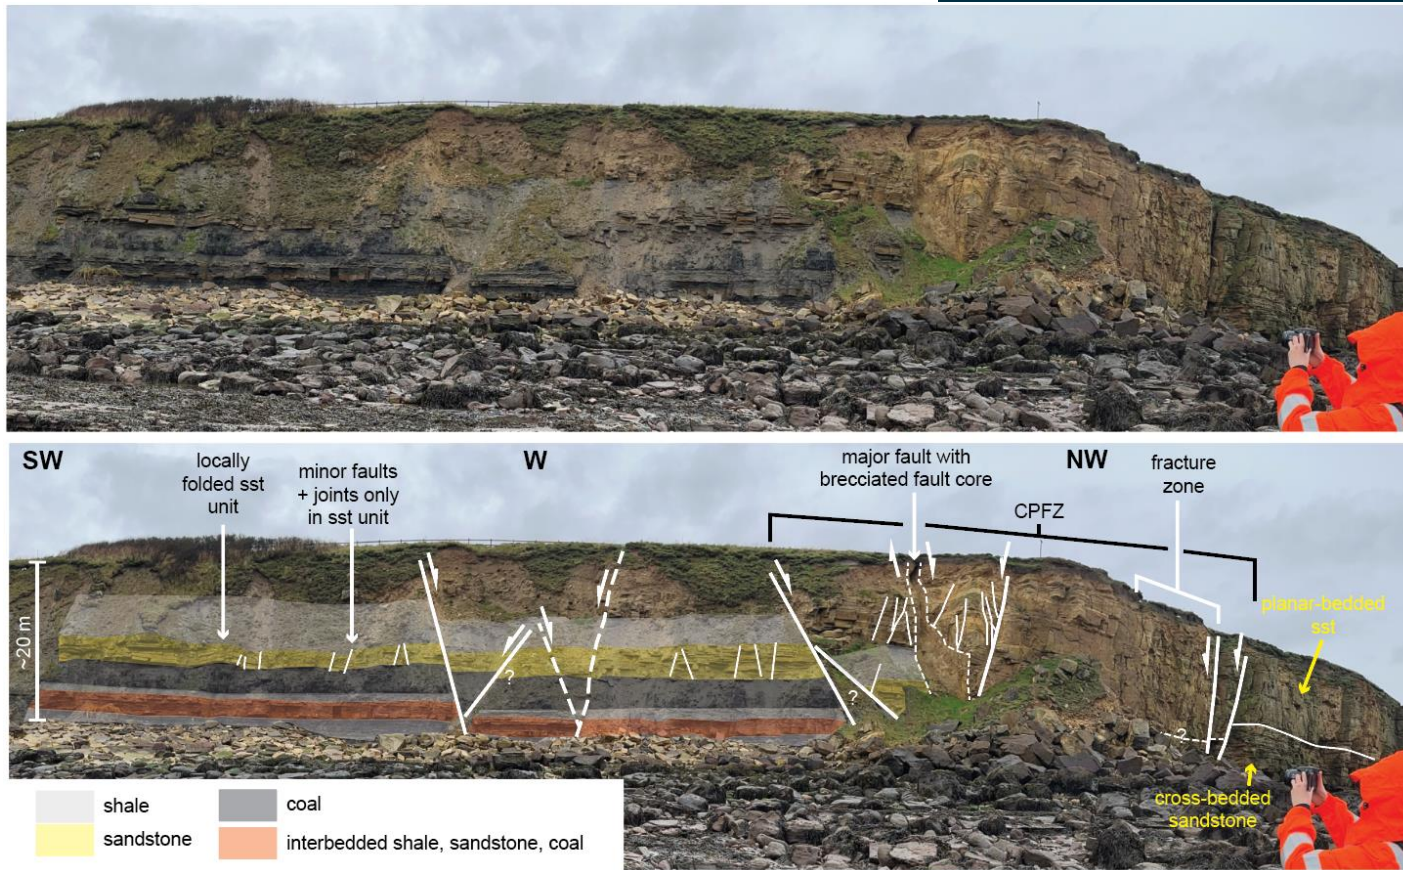 SW
W
NW
locally
folded sst
unit
minor faults
+ joints only
in sst unit
major fault with
brecciated fault core
CPFZ
fracture
zone
~20 m
planar-bedded
sst
?
?
?
cross-bedded
sandstone
shale
coal
sandstone
interbedded shale, sandstone, coal